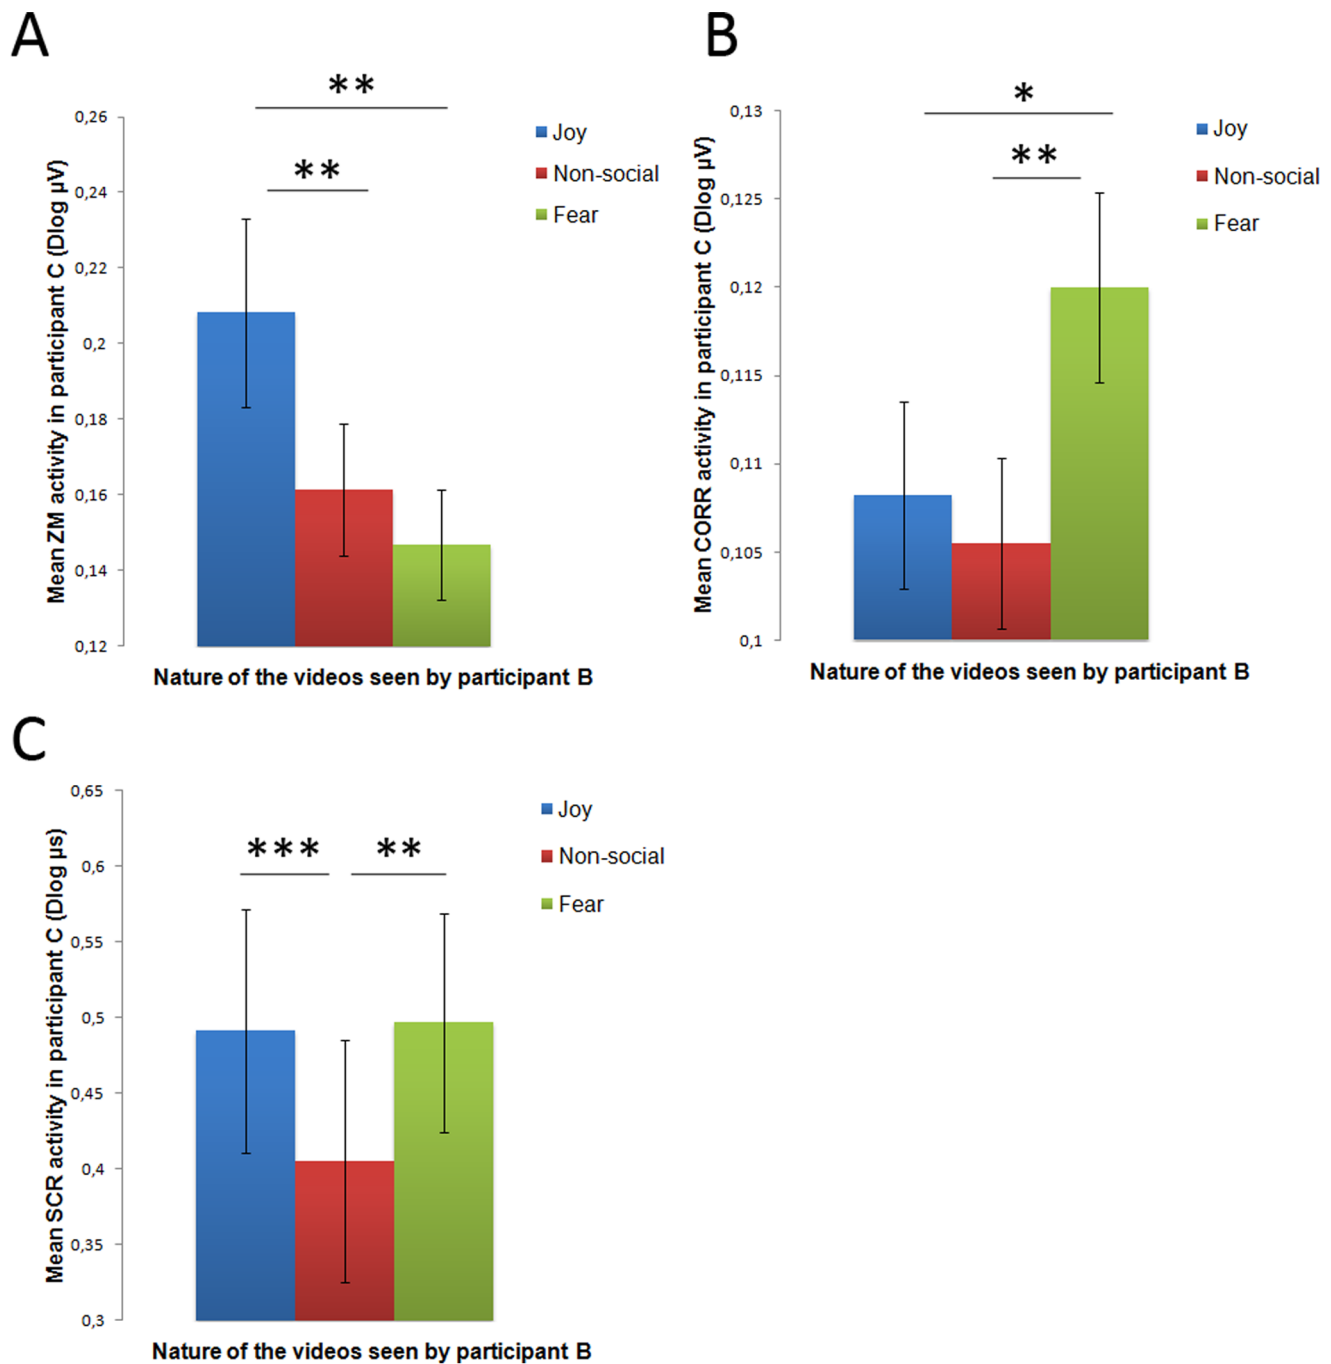 A
**
**
0,26
0,24
0,22
0,2
0,18
0,16
0,14
0,12
Mean ZM activity in participant C (Dlog µV)
Joy
Non-social
Fear
Nature of the videos seen by participant B
B
*
**
0,13
0,125
0,12
0,115
0,11
0,105
0,1
Mean CORR activity in participant C (Dlog µV)
Joy
Non-social
Fear
Nature of the videos seen by participant B
C
*** **
0,65
0,6
0,55
0,5
0,45
0,4
0,35
0,3
Mean SCR activity in participant C (Dlog µs)
Joy
Non-social
Fear
Nature of the videos seen by participant B